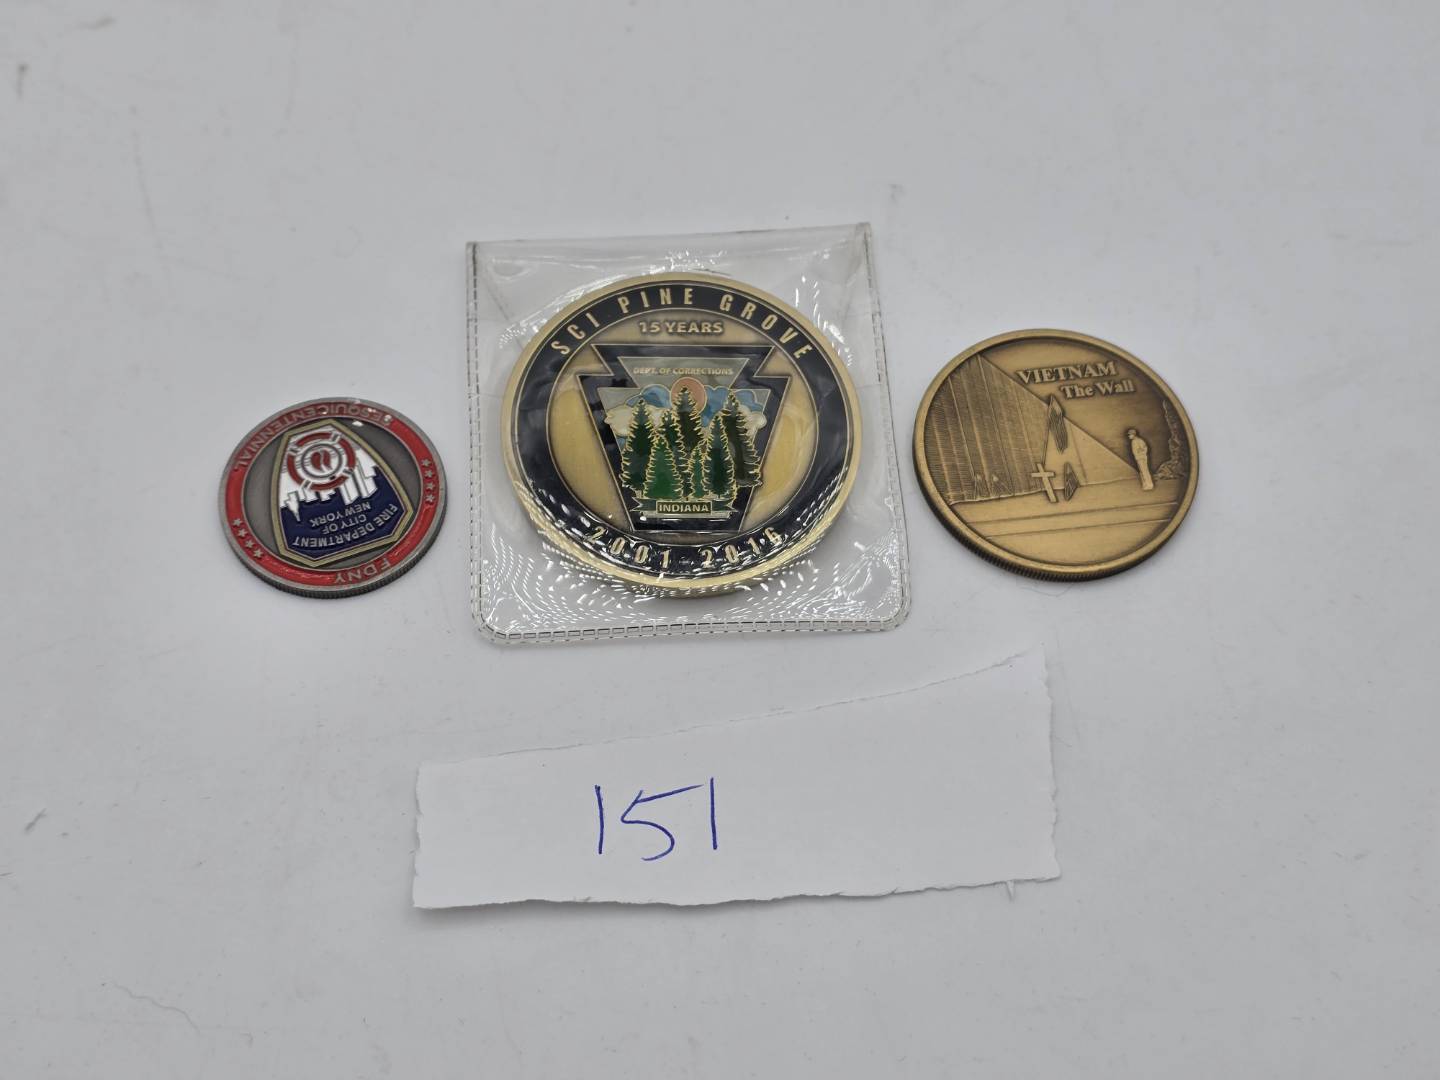 SESQUICENTENNIAL
FIRE DEPARTMENT
CITY OF
NEW YORK
FDNY
SCI PINE GROVE
15 YEARS
DEPT. OF CORRECTIONS
INDIANA
2001-2016
VIETNAM
The Wall
151